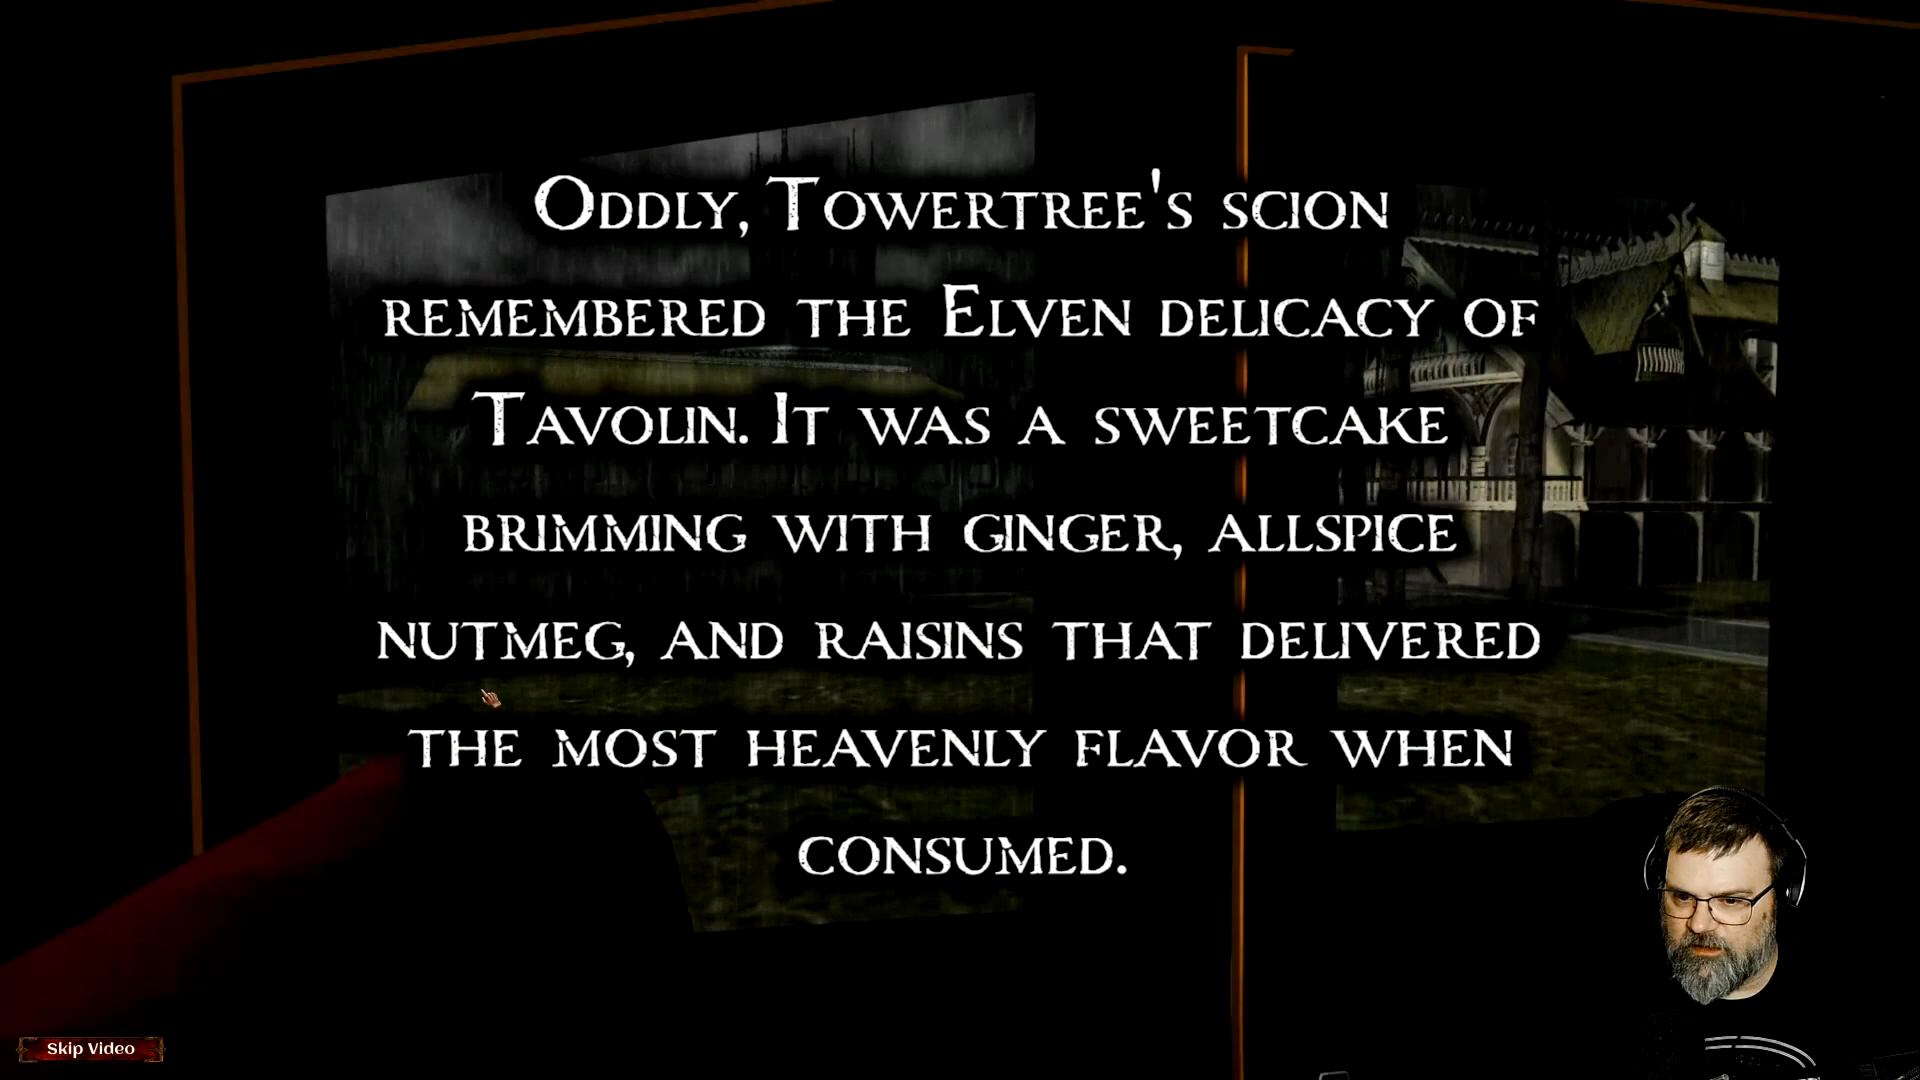 Oddly, Towertree's scion
remembered the Elven delicacy of
Tavolin. It was a sweetcake
brimming with ginger, allspice
nutmeg, and raisins that delivered
the most heavenly flavor when
consumed.
Skip Video